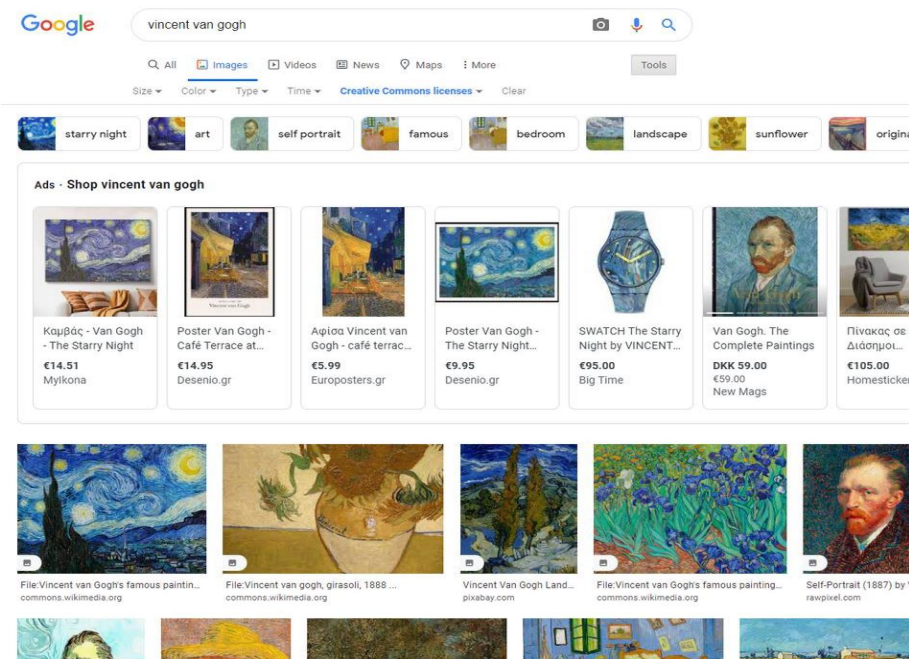 Google
vincent van gogh
All Images Videos News Maps More Tools
Size Color Type Time Creative Commons licenses Clear
starry night art self portrait famous bedroom landscape sunflower origina
Ads · Shop vincent van gogh
Καμβάς - Van Gogh
- The Starry Night
€14.51
Mylkona
Poster Van Gogh -
Café Terrace at...
€14.95
Desenio.gr
Αφίσα Vincent van
Gogh - café terrac...
€5.99
Europosters.gr
Poster Van Gogh -
The Starry Night...
€9.95
Desenio.gr
SWATCH The Starry
Night by VINCENT...
€95.00
Big Time
Van Gogh. The
Complete Paintings
DKK 59.00
€59.00
New Mags
Πίνακας σε
Διάσημοι...
€105.00
Homesticker
File:Vincent van Gogh's famous paintin...
commons.wikimedia.org
File:Vincent van gogh, girasoli, 1888 ...
commons.wikimedia.org
Vincent Van Gogh Land...
pixabay.com
File:Vincent van Gogh's famous painting...
commons.wikimedia.org
Self-Portrait (1887) by
rawpixel.com